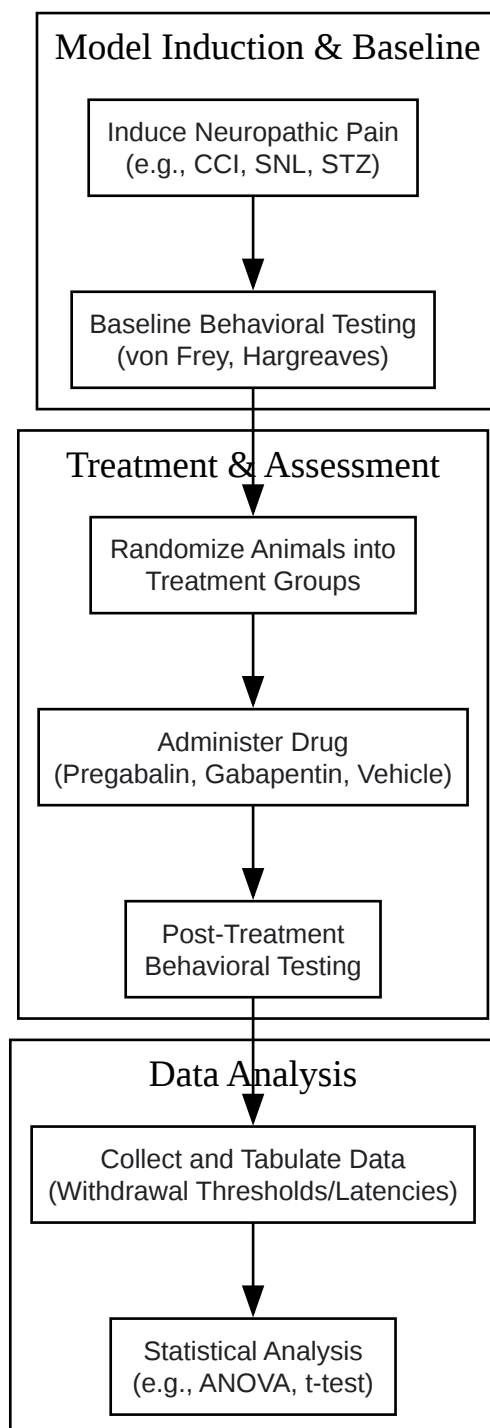 Model Induction & Baseline
Induce Neuropathic Pain
(e.g., CCI, SNL, STZ)
Baseline Behavioral Testing
(von Frey, Hargreaves)
Treatment & Assessment
Randomize Animals into
Treatment Groups
Administer Drug
(Pregabalin, Gabapentin, Vehicle)
Post-Treatment
Behavioral Testing
Data Analysis
Collect and Tabulate Data
(Withdrawal Thresholds/Latencies)
Statistical Analysis
(e.g., ANOVA, t-test)